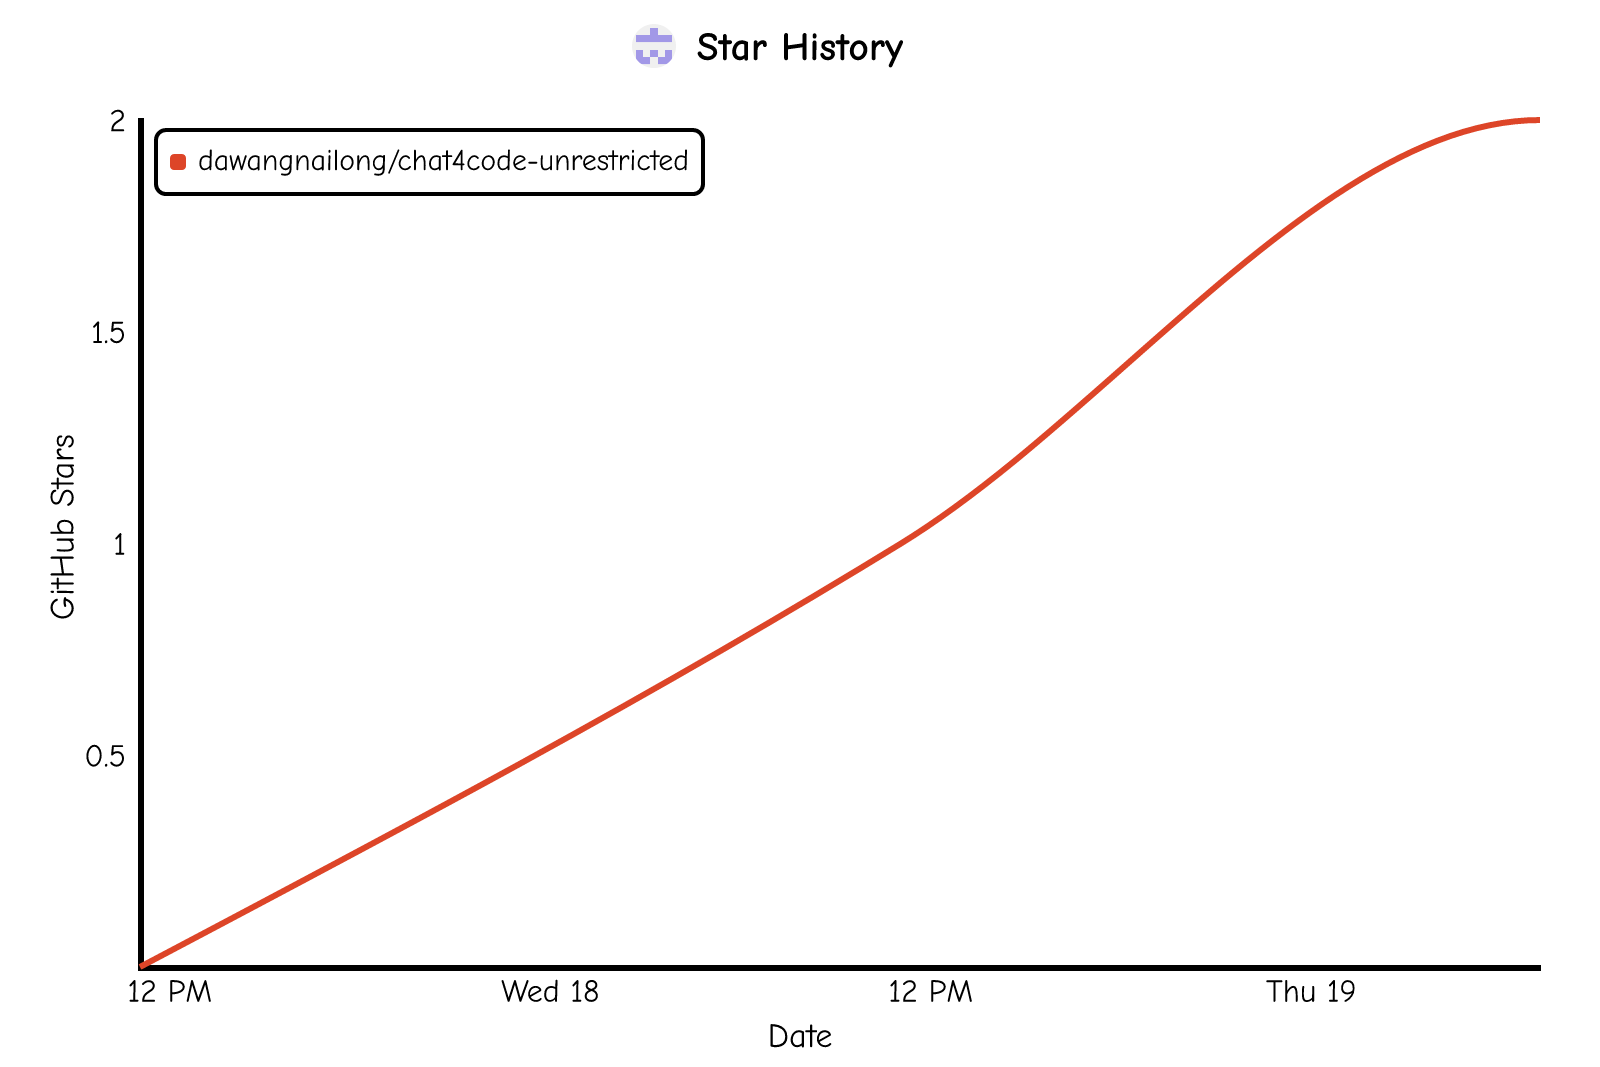 Star History
dawangnailong/chat4code-unrestricted
2
1.5
1
0.5
GitHub Stars
12 PM
Wed 18
12 PM
Thu 19
Date